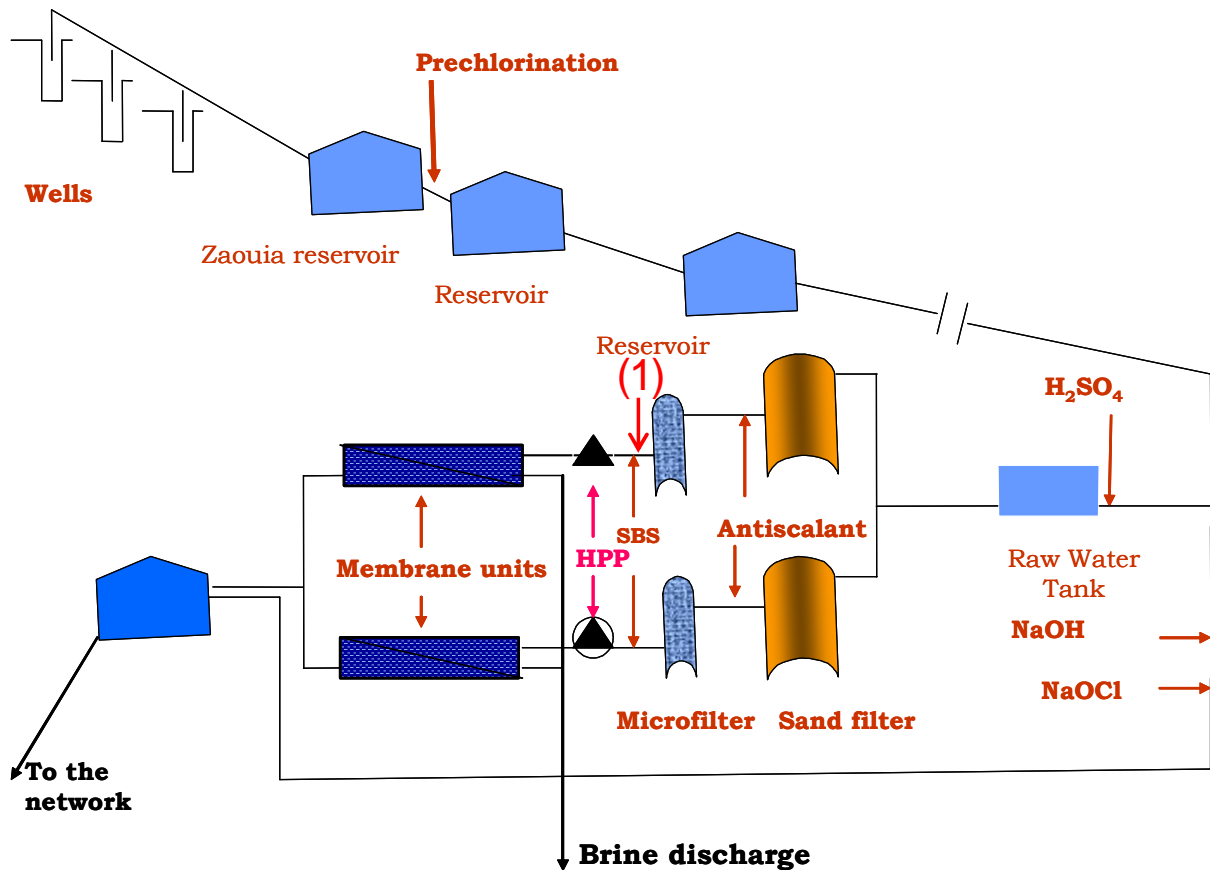 Prechlorination
Wells
Zaouia reservoir
Reservoir
Reservoir
(1)
H₂SO₄
SBS
Antiscalant
HPP
Membrane units
Raw Water
Tank
NaOH
NaOCl
Microfilter
Sand filter
To the
network
Brine discharge